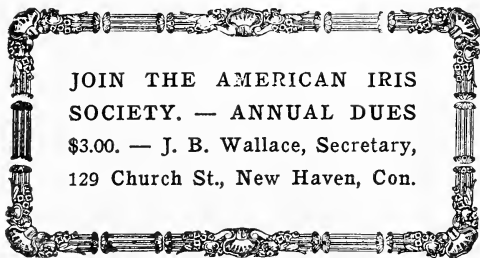 JOIN THE AMERICAN IRIS
SOCIETY. — ANNUAL DUES
$3.00. — J. B. Wallace, Secretary,
129 Church St., New Haven, Con.